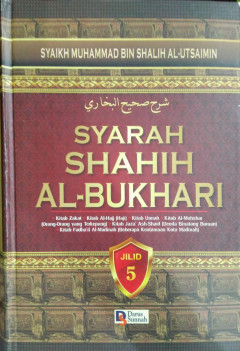 SYAIKH MUHAMMAD BIN SHALIH AL-UTSAIMIN
شرح صحيح البخاري
SYARAH
SHAHIH
AL-BUKHARI
Kitab Zakat · Kitab Al-Hajj (Haji) · Kitab Umrah · Kitab Al-Muhshar
(Orang-Orang yang Terkepung) · Kitab Jaza' Ash-Shaid (Denda Binatang Buruan)
Kitab Fadha'il Al-Madinah (Beberapa Keutamaan Kota Madinah)
JILID
5
Darus
Sunnah